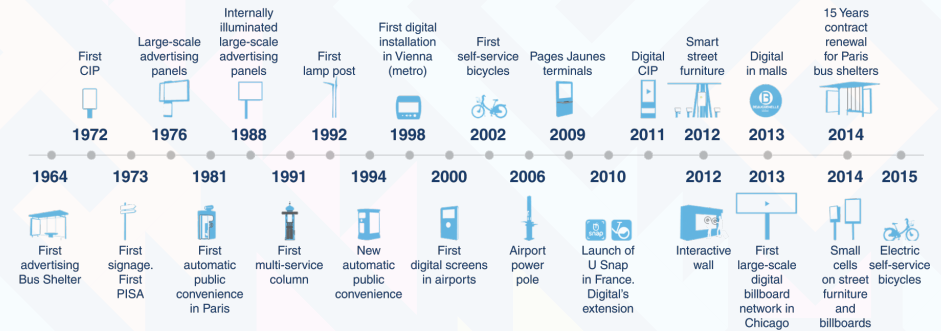 First
CIP
1972
Large-scale
advertising
panels
1976
Internally
illuminated
large-scale
advertising
panels
1988
First
lamp post
1992
First digital
installation
in Vienna
(metro)
1998
First
self-service
bicycles
2002
Pages Jaunes
terminals
2009
Digital
CIP
2011
Smart
street
furniture
2012
Digital
in malls
B
2013
15 Years
contract
renewal
for Paris
bus shelters
2014
1964
First
advertising
Bus Shelter
1973
First
signage.
First
PISA
1981
First
automatic
public
convenience
in Paris
1991
First
multi-service
column
1994
New
automatic
public
convenience
2000
First
digital screens
in airports
2006
Airport
power
pole
2010
snap
Launch of
U Snap
in France.
Digital's
extension
2012
Interactive
wall
2013
First
large-scale
digital
billboard
network in
Chicago
2014
Small
cells
on street
furniture
and
billboards
2015
Electric
self-service
bicycles